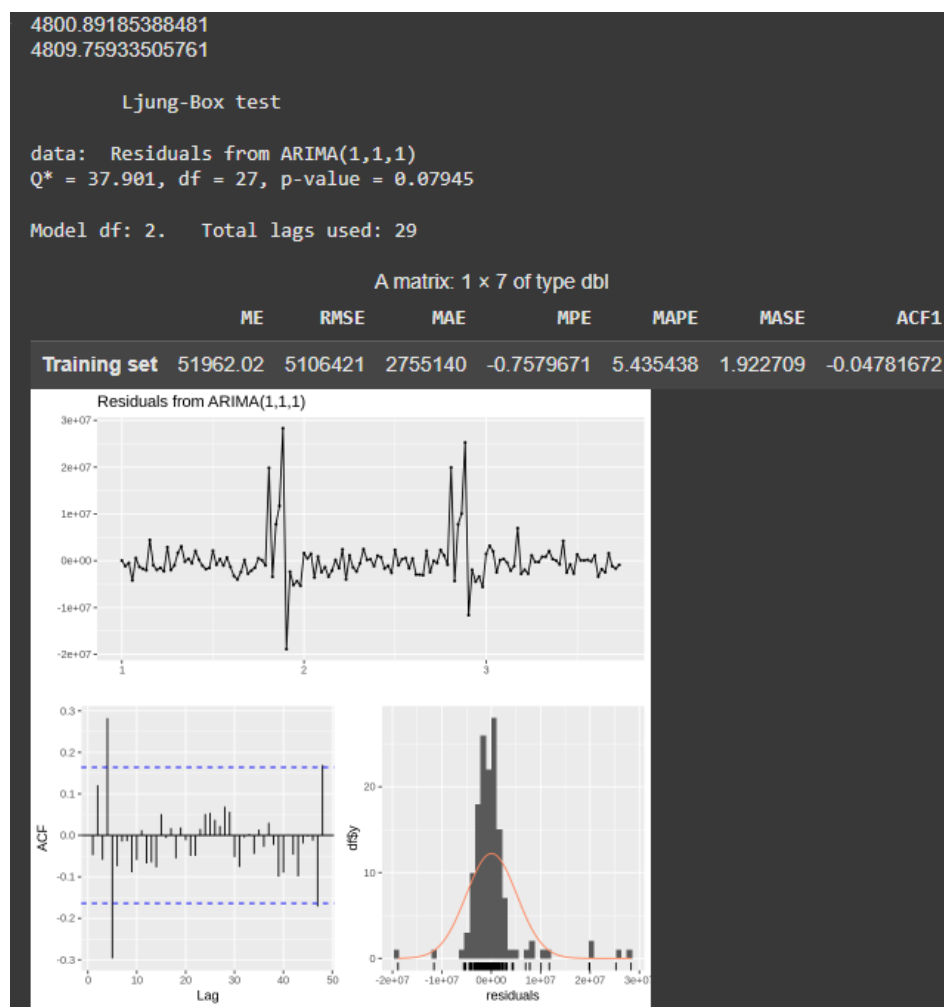 4800.89185388481
4809.75933505761
Ljung-Box test
data: Residuals from ARIMA(1,1,1)
Q* = 37.901, df = 27, p-value = 0.07945
Model df: 2. Total lags used: 29
A matrix: 1 × 7 of type dbl
ME RMSE MAE MPE MAPE MASE ACF1
Training set 51962.02 5106421 2755140 -0.7579671 5.435438 1.922709 -0.04781672
Residuals from ARIMA(1,1,1)
3e+07
2e+07
1e+07
0e+00
-1e+07
-2e+07
1 2 3
0.3
0.2
0.1
0.0
-0.1
-0.2
-0.3
ACF
0 10 20 30 40 50
Lag
20
10
0
df$y
-2e+07 -1e+07 0e+00 1e+07 2e+07 3e+07
residuals